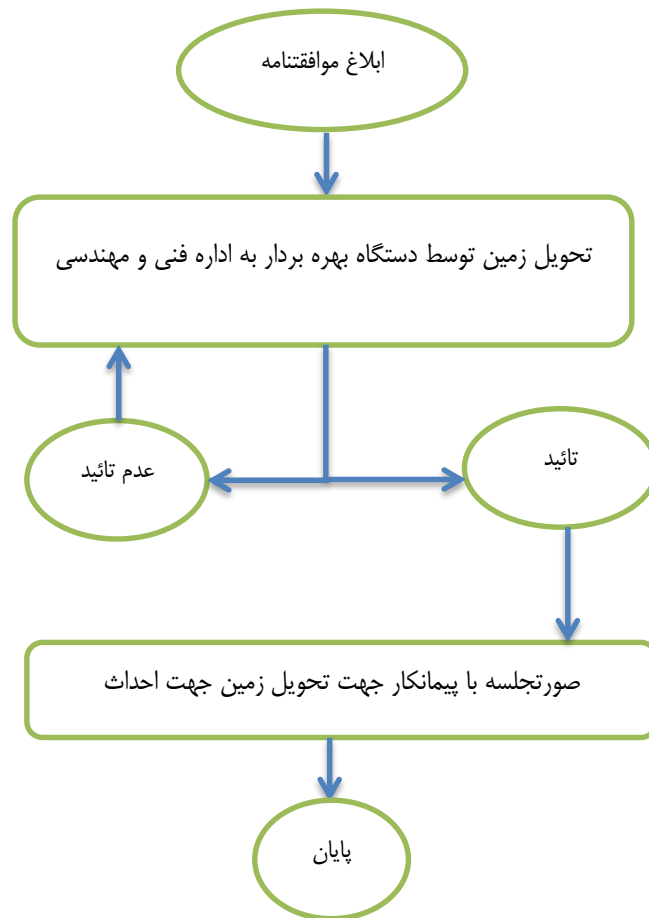 ابلاغ موافقتنامه
تحویل زمین توسط دستگاه بهره بردار به اداره فنی و مهندسی
تائید
عدم تائید
صورتجلسه با پیمانکار جهت تحویل زمین جهت احداث
پایان